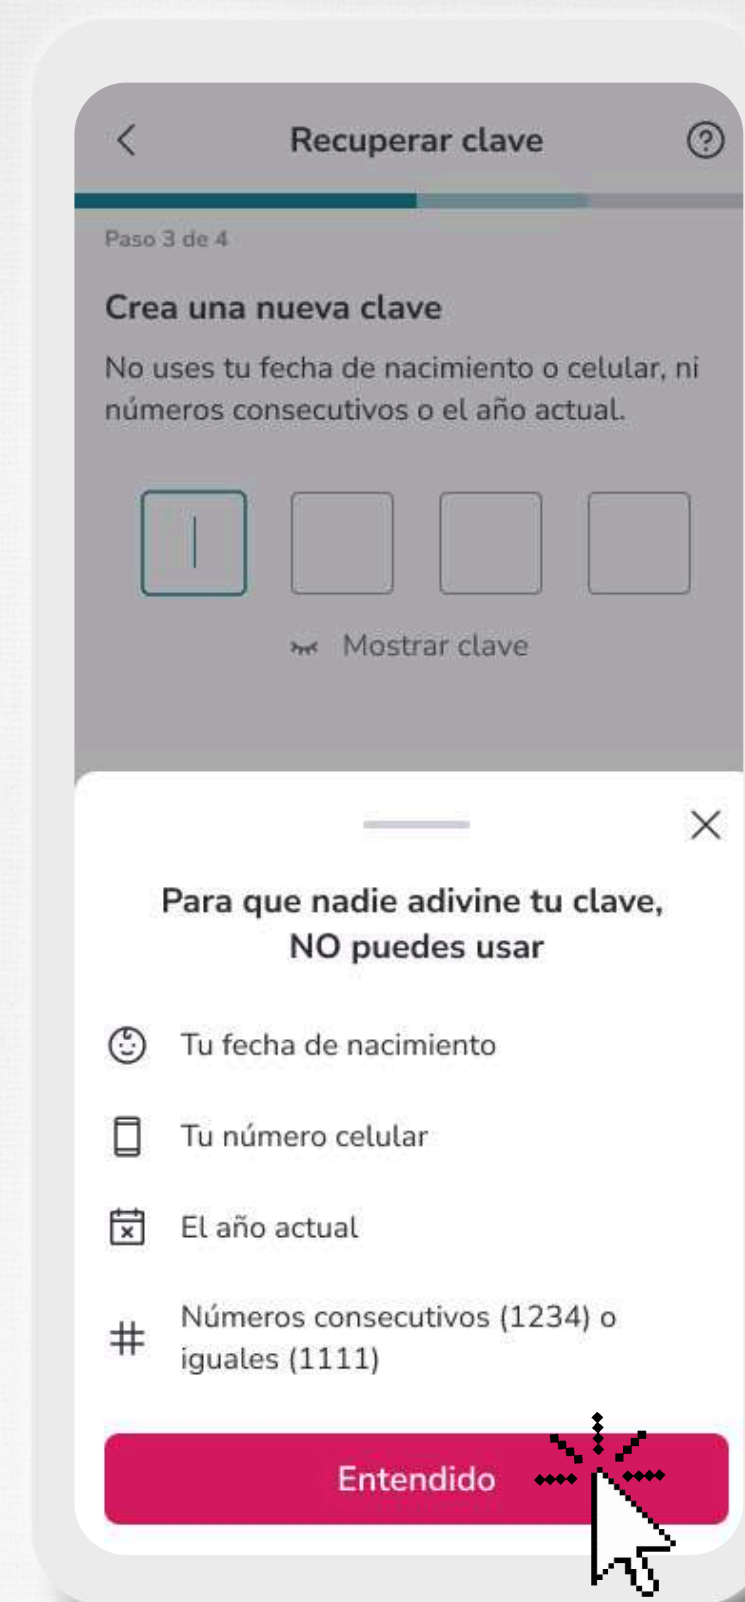 Recuperar clave
Paso 3 de 4
Crea una nueva clave
No uses tu fecha de nacimiento o celular, ni
números consecutivos o el año actual.
Mostrar clave
Para que nadie adivine tu clave,
NO puedes usar
Tu fecha de nacimiento
Tu número celular
El año actual
Números consecutivos (1234) o
iguales (1111)
Entendido